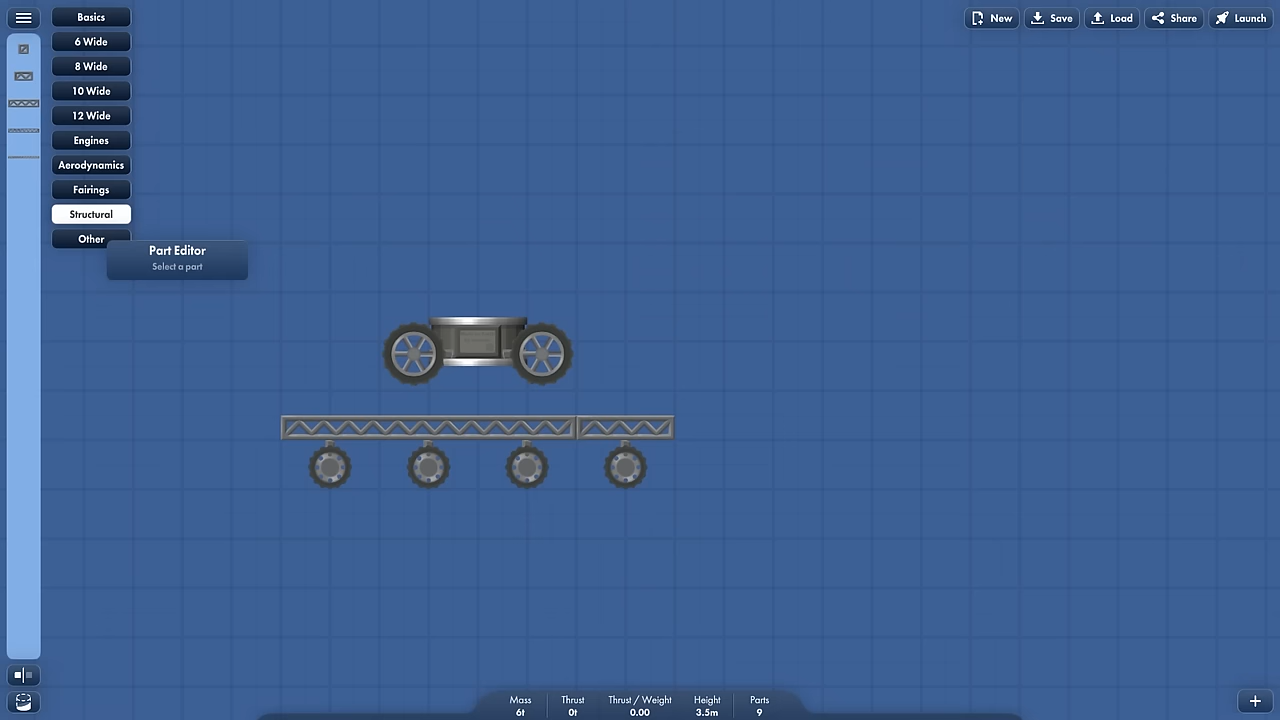 Basics
6 Wide
8 Wide
10 Wide
12 Wide
Engines
Aerodynamics
Fairings
Structural
Other
Part Editor
Select a part
New
Save
Load
Share
Launch
Mass
6t
Thrust
0t
Thrust / Weight
0.00
Height
3.5m
Parts
9